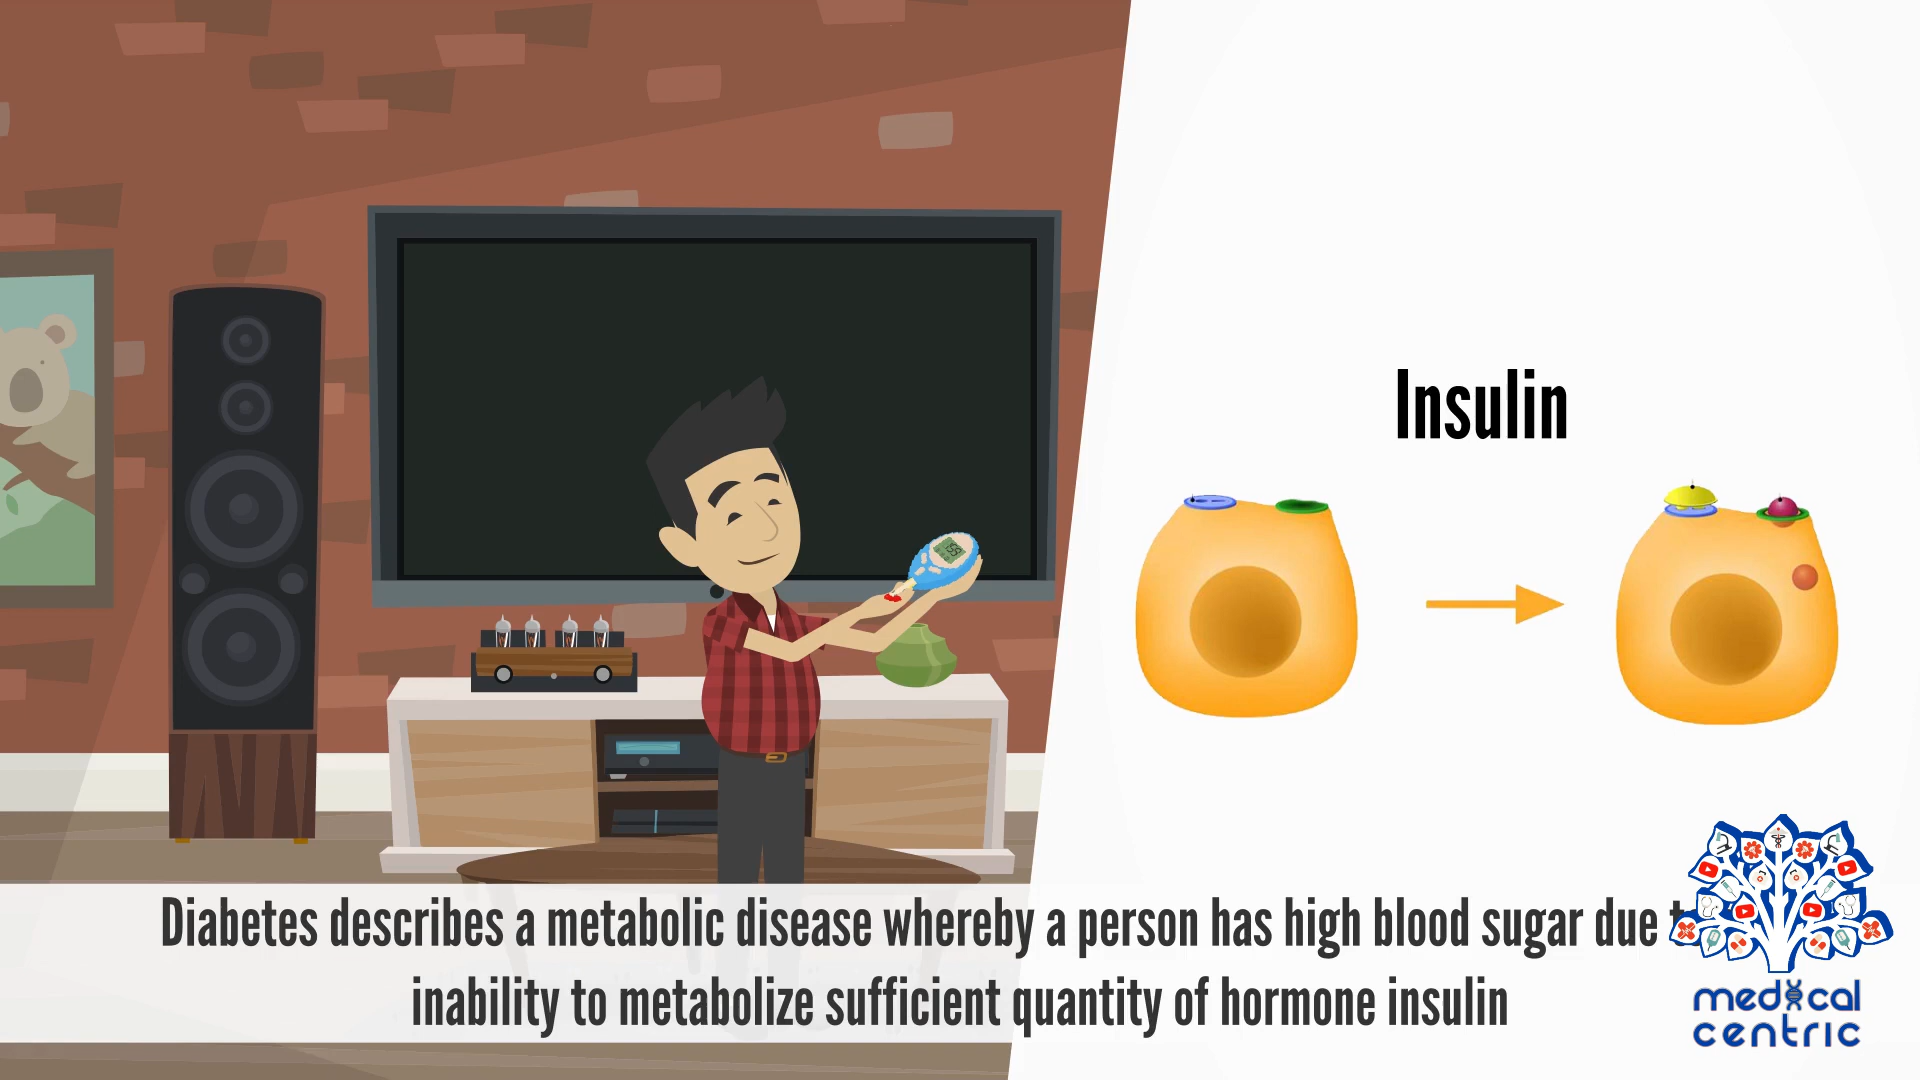 Insulin
Diabetes describes a metabolic disease whereby a person has high blood sugar due
inability to metabolize sufficient quantity of hormone insulin
medical
centric